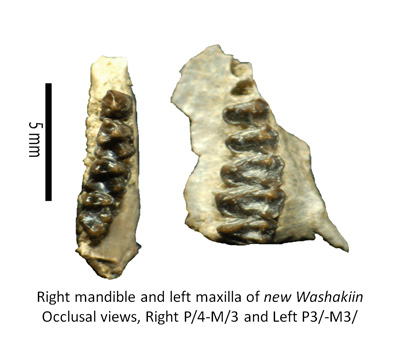 5 mm
Right mandible and left maxilla of new Washakiin
Occlusal views, Right P/4-M/3 and Left P3/-M3/